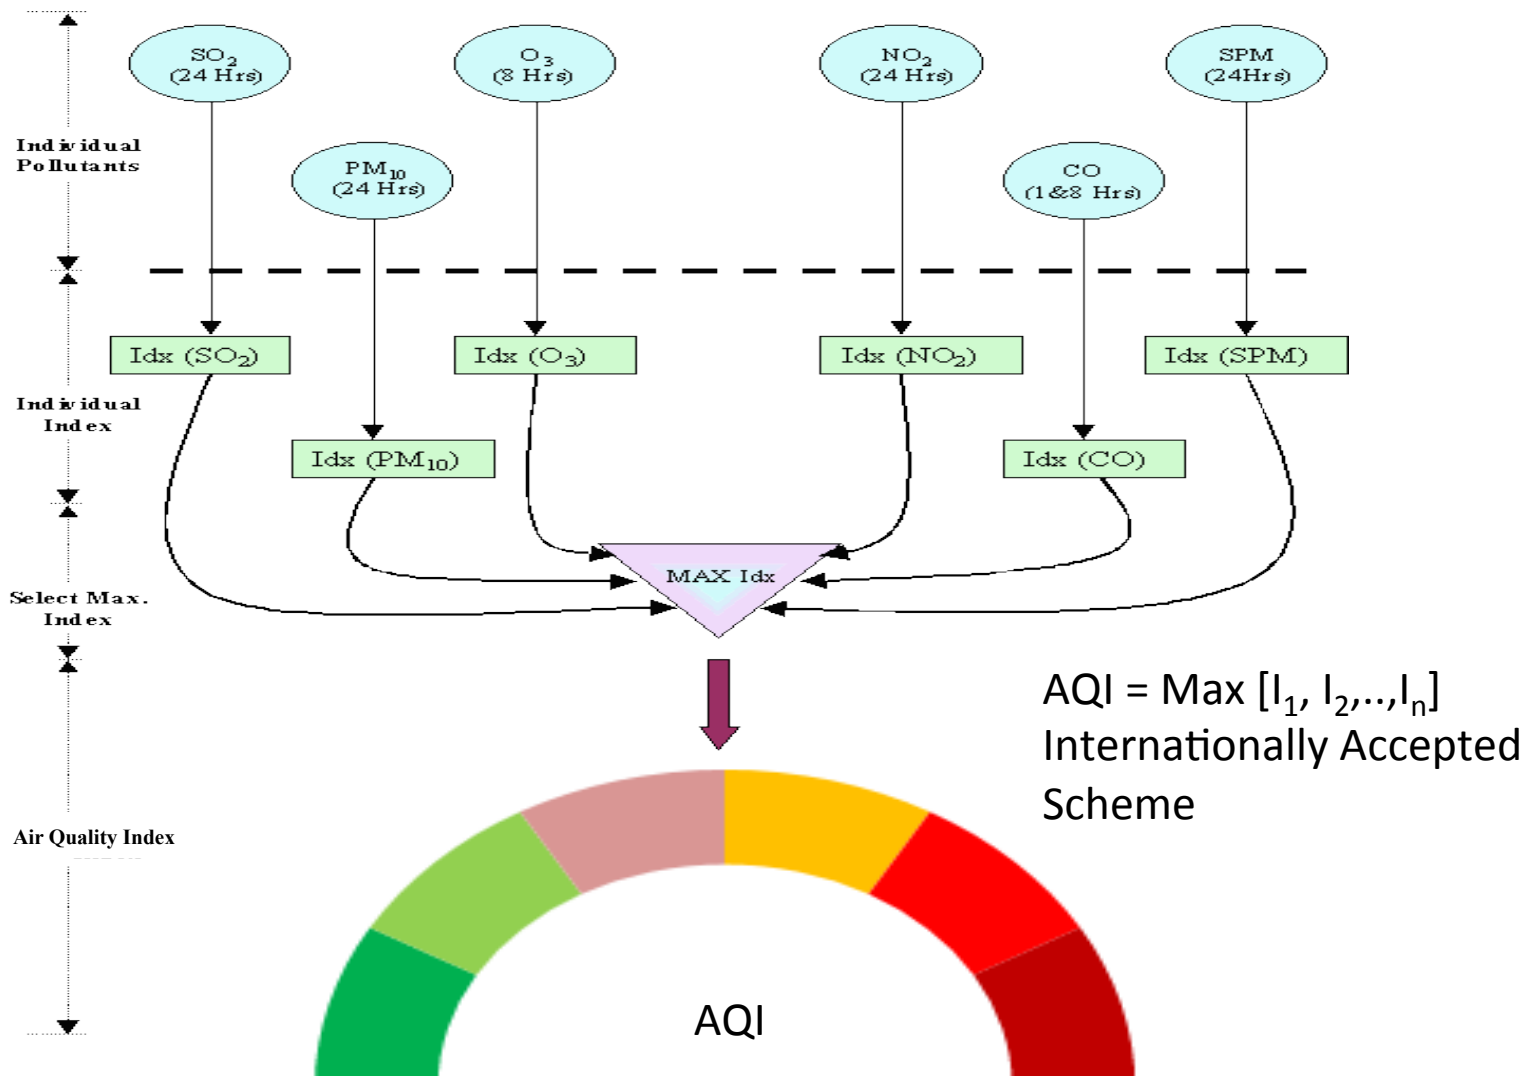 SO₂
(24 Hrs)
O₃
(8 Hrs)
NO₂
(24 Hrs)
SPM
(24Hrs)
Individual
Pollutants
PM₁₀
(24 Hrs)
CO
(1&8 Hrs)
Idx (SO₂)
Idx (O₃)
Idx (NO₂)
Idx (SPM)
Individual
Index
Idx (PM₁₀)
Idx (CO)
Select Max.
Index
MAX Idx
AQI = Max [I₁, I₂,..,Iₙ]
Internationally Accepted
Scheme
Air Quality Index
AQI